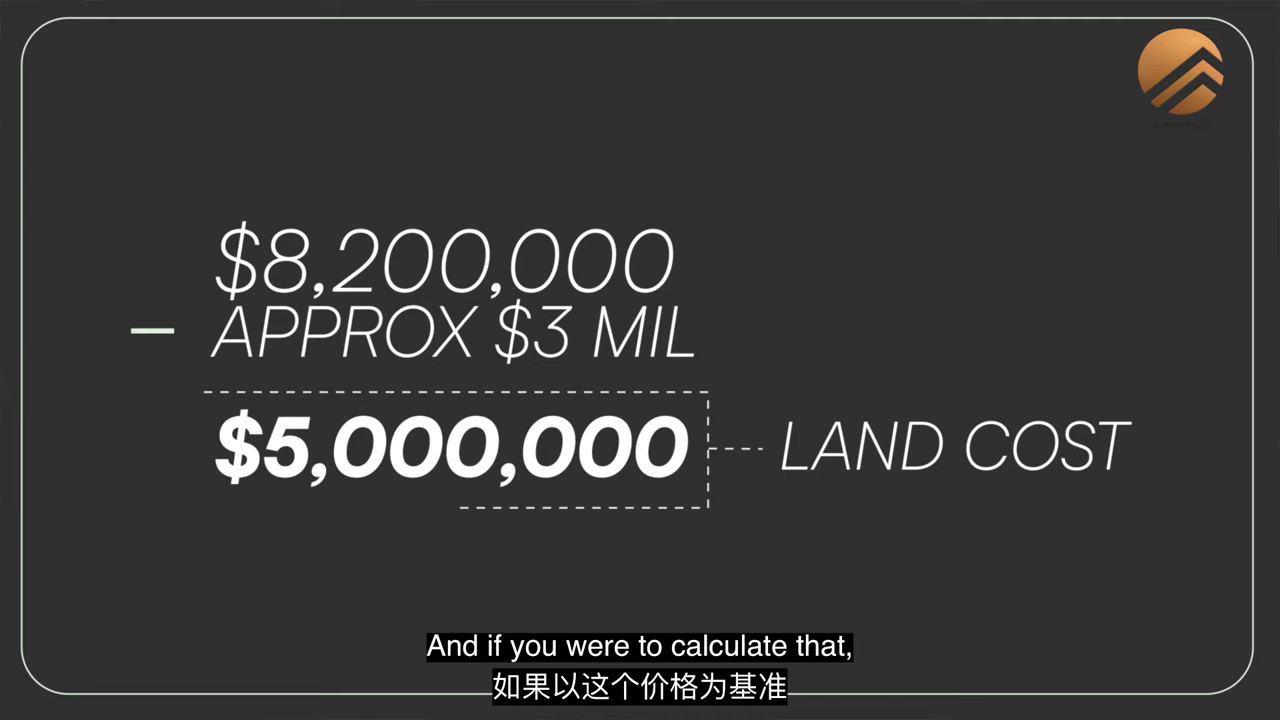 $8,200,000
— APPROX $3 MIL
$5,000,000 LAND COST
And if you were to calculate that,
如果以这个价格为基准